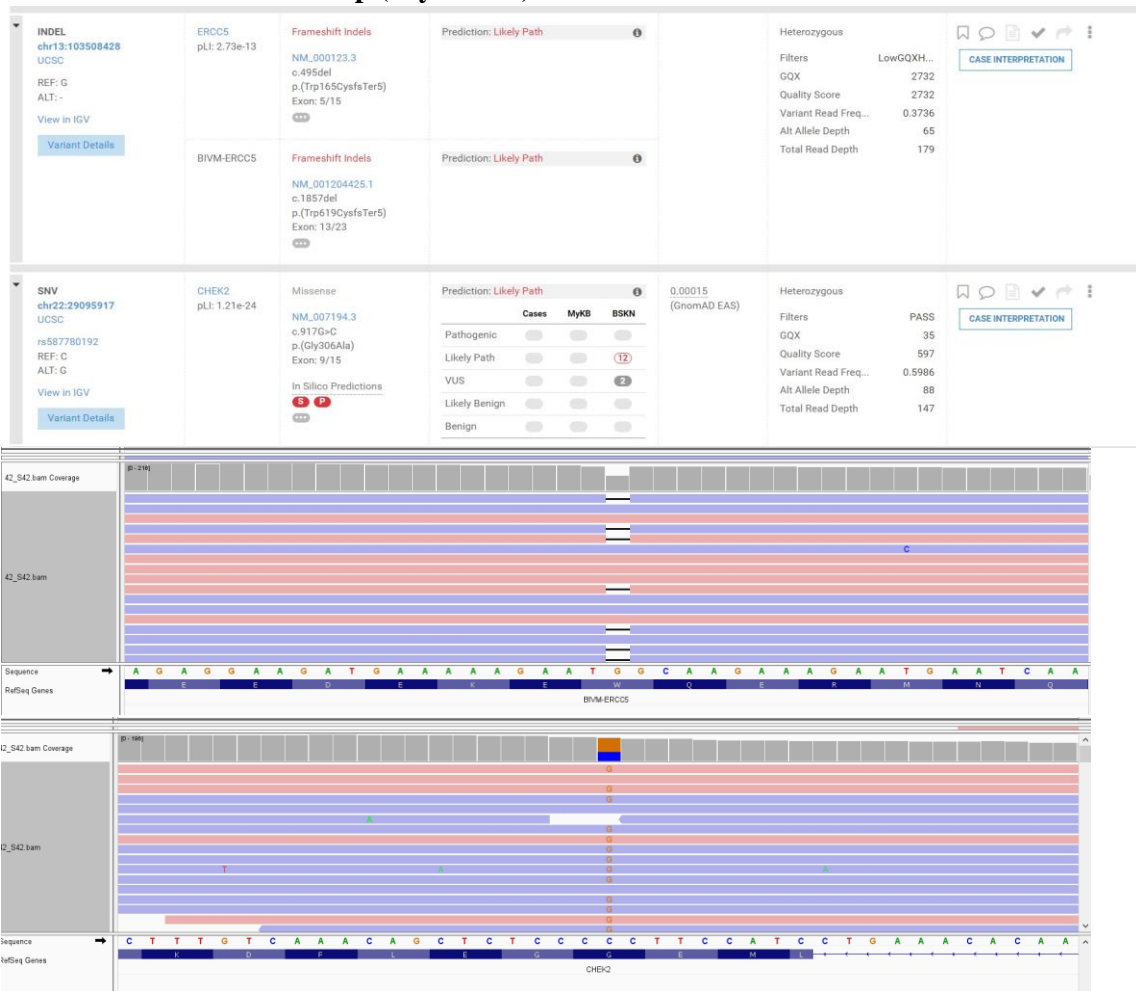 INDEL
chr13:103508428
UCSC
REF: G
ALT: -
View in IGV
Variant Details
ERCC5
pLI: 2.73e-13
Frameshift Indels
NM_000123.3
c.495del
p.(Trp165CysfsTer5)
Exon: 5/15
Prediction: Likely Path
Heterozygous
Filters LowGQXH...
GQX 2732
Quality Score 2732
Variant Read Freq... 0.3736
Alt Allele Depth 65
Total Read Depth 179
CASE INTERPRETATION
BIVM-ERCC5
Frameshift Indels
NM_001204425.1
c.1857del
p.(Trp619CysfsTer5)
Exon: 13/23
Prediction: Likely Path
SNV
chr22:29095917
UCSC
rs587780192
REF: C
ALT: G
View in IGV
Variant Details
CHEK2
pLI: 1.21e-24
Missense
NM_007194.3
c.917G>C
p.(Gly306Ala)
Exon: 9/15
In Silico Predictions
S P
Prediction: Likely Path
Cases MyKB BSKN
Pathogenic
Likely Path 12
VUS 2
Likely Benign
Benign
0.00015
(GnomAD EAS)
Heterozygous
Filters PASS
GQX 35
Quality Score 597
Variant Read Freq... 0.5986
Alt Allele Depth 88
Total Read Depth 147
CASE INTERPRETATION
42_S42.bam Coverage
C
42_S42.bam
Sequence
A G A G G A A G A T G A A A A A G A A T G G C A A G A A A G A A T G A A T C A A
RefSeq Genes
E E D E K E W Q E R M N Q
BIVM-ERCC5
42_S42.bam Coverage
G
G
G
A
G
G
G
T A G A
G
G
G
42_S42.bam
Sequence
C T T T G T C A A A C A G C T C T C C C C C T T C C A T C C T G A A A C A C A A
RefSeq Genes
K D F L E G G E M L
CHEK2